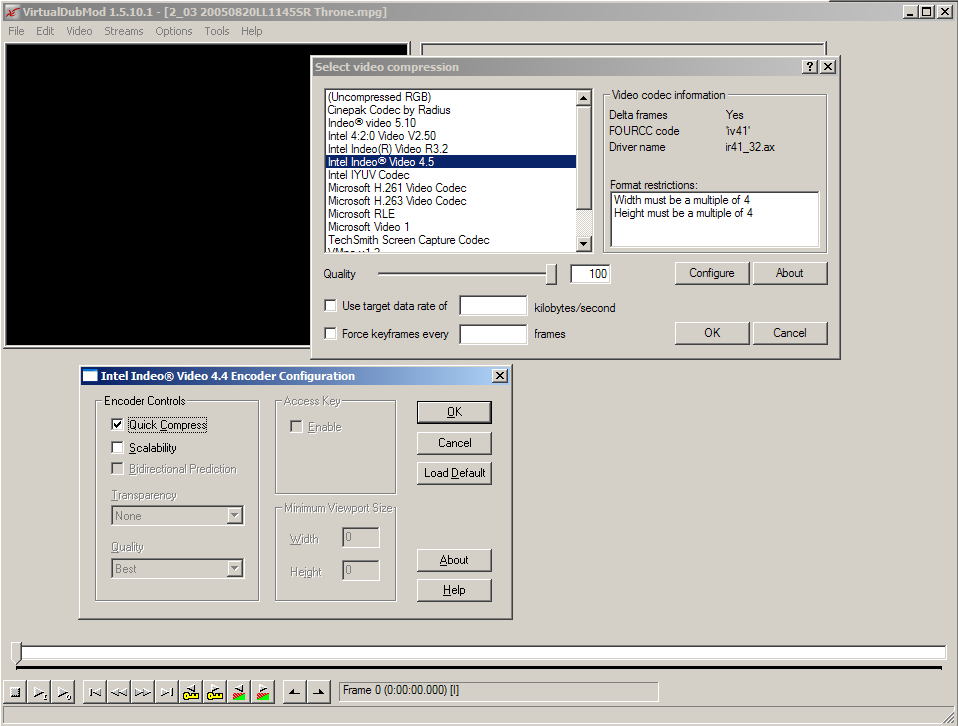 VirtualDubMod 1.5.10.1 - [2_03 20050820LL1145SR Throne.mpg]
File Edit Video Streams Options Tools Help
Select video compression
(Uncompressed RGB)
Cinepak Codec by Radius
Indeo® video 5.10
Intel 4:2:0 Video V2.50
Intel Indeo(R) Video R3.2
Intel Indeo® Video 4.5
Intel IYUV Codec
Microsoft H.261 Video Codec
Microsoft H.263 Video Codec
Microsoft RLE
Microsoft Video 1
TechSmith Screen Capture Codec
Video codec information
Delta frames Yes
FOURCC code 'iv41'
Driver name ir41_32.ax
Format restrictions:
Width must be a multiple of 4
Height must be a multiple of 4
Quality 100
Configure About
Use target data rate of kilobytes/second
Force keyframes every frames
OK Cancel
Intel Indeo® Video 4.4 Encoder Configuration
Encoder Controls
Quick Compress
Scalability
Bidirectional Prediction
Transparency
None
Quality
Best
Access Key
Enable
Minimum Viewport Size
Width 0
Height 0
OK
Cancel
Load Default
About
Help
Frame 0 (0:00:00.000) [I]